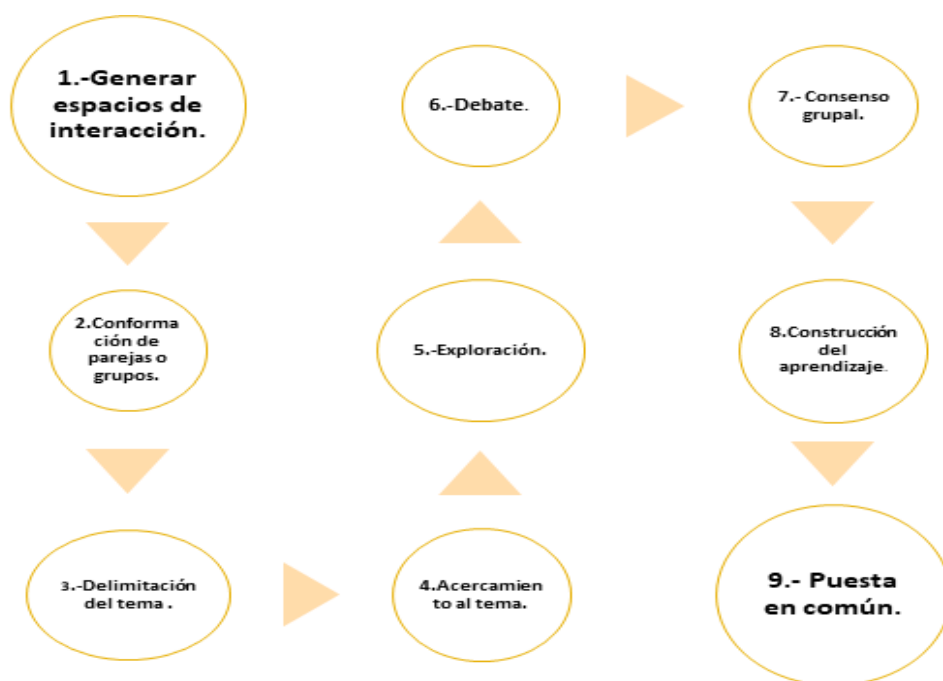 1.-Generar
espacios de
interacción.
2.Conforma
ción de
parejas o
grupos.
3.-Delimitación
del tema .
4.Acercamien
to al tema.
5.-Exploración.
6.-Debate.
7.- Consenso
grupal.
8.Construcción
del
aprendizaje.
9.- Puesta
en común.